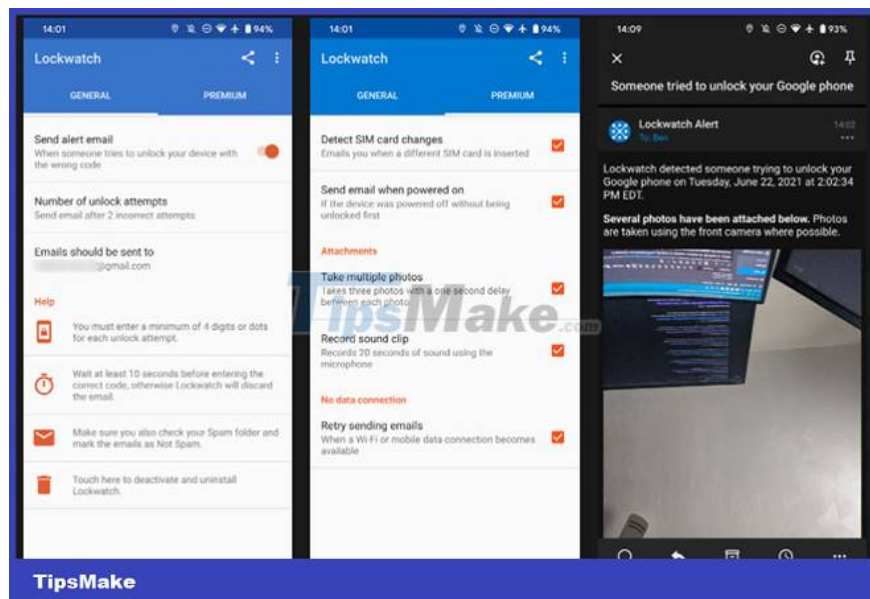 14:01
94%
Lockwatch
GENERAL
PREMIUM
Send alert email
When someone tries to unlock your device with
the wrong code
Number of unlock attempts
Send email after 2 incorrect attempts
Emails should be sent to
@gmail.com
Help
You must enter a minimum of 4 digits or dots
for each unlock attempt.
Wait at least 10 seconds before entering the
correct code, otherwise Lockwatch will discard
the email.
Make sure you also check your Spam folder and
mark the emails as Not Spam.
Touch here to deactivate and uninstall
Lockwatch.
14:01
94%
Lockwatch
GENERAL
PREMIUM
Detect SIM card changes
Emails you when a different SIM card is inserted
Send email when powered on
If the device was powered off without being
unlocked first
Attachments
Take multiple photos
Takes three photos with a one second delay
between each photo
Record sound clip
Records 20 seconds of sound using the
microphone
No data connection
Retry sending emails
When a Wi-Fi or mobile data connection becomes
available
14:09
93%
Someone tried to unlock your Google phone
Lockwatch Alert
14:02
To: Ben
Lockwatch detected someone trying to unlock your
Google phone on Tuesday, June 22, 2021 at 2:02:34
PM EDT.
Several photos have been attached below. Photos
are taken using the front camera where possible.
TipsMake.com
TipsMake